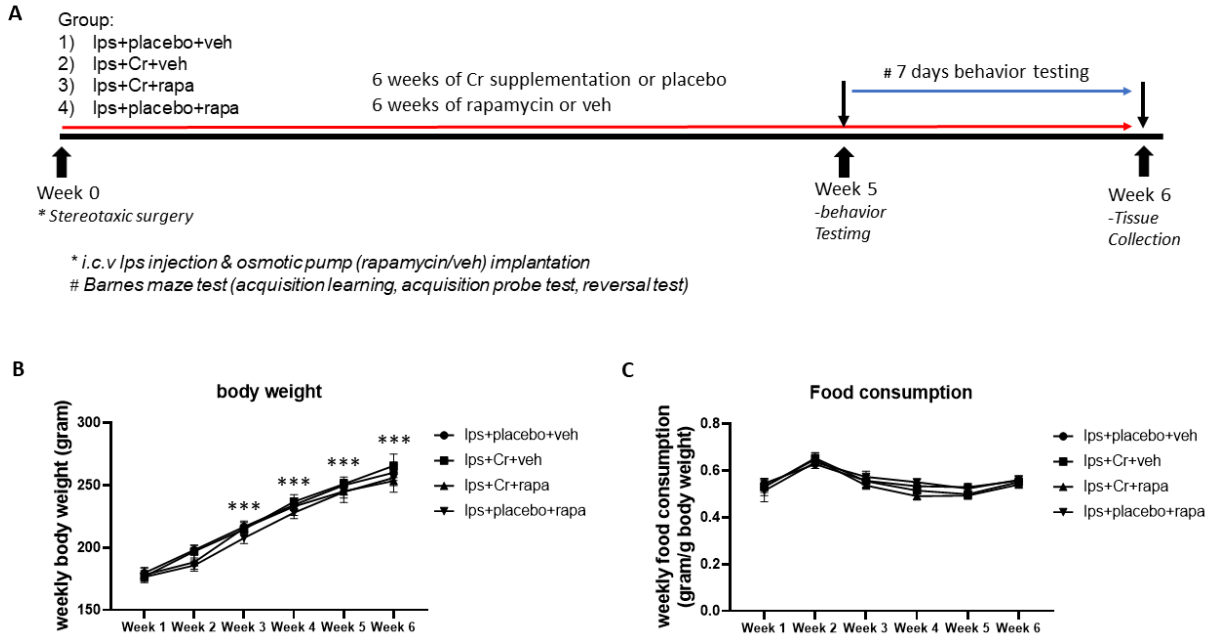 A
Group:
1) lps+placebo+veh
2) lps+Cr+veh
3) lps+Cr+rapa
4) lps+placebo+rapa
6 weeks of Cr supplementation or placebo
6 weeks of rapamycin or veh
# 7 days behavior testing
Week 0
* Stereotaxic surgery
Week 5
-behavior
Testimg
Week 6
-Tissue
Collection
* i.c.v lps injection & osmotic pump (rapamycin/veh) implantation
# Barnes maze test (acquisition learning, acquisition probe test, reversal test)
B
body weight
weekly body weight (gram)
300
250
200
150
***
***
***
***
Week 1 Week 2 Week 3 Week 4 Week 5 Week 6
lps+placebo+veh
lps+Cr+veh
lps+Cr+rapa
lps+placebo+rapa
C
Food consumption
weekly food consumption
(gram/g body weight)
0.8
0.6
0.4
0.2
0.0
Week 1 Week 2 Week 3 Week 4 Week 5 Week 6
lps+placebo+veh
lps+Cr+veh
lps+Cr+rapa
lps+placebo+rapa